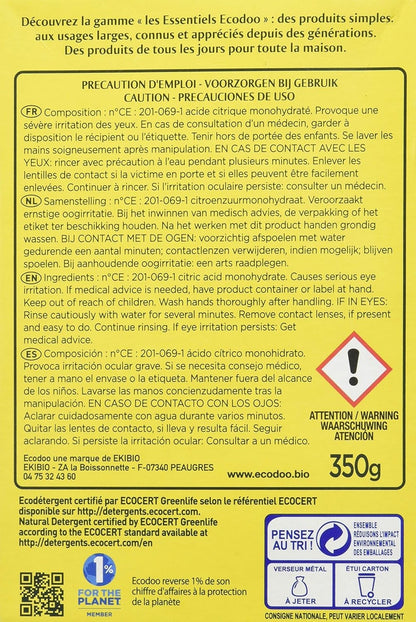 Découvrez la gamme « les Essentiels Ecodoo » : des produits simples,
aux usages larges, connus et appréciés depuis des générations.
Des produits de tous les jours pour toute la maison.
PRECAUTION D'EMPLOI - VOORZORGEN BIJ GEBRUIK
CAUTION - PRECAUCIONES DE USO
FR Composition : n°CE : 201-069-1 acide citrique monohydraté. Provoque une
sévère irritation des yeux. En cas de consultation d'un médecin, garder à
disposition le récipient ou l'étiquette. Tenir hors de portée des enfants. Se laver les
mains soigneusement après manipulation. EN CAS DE CONTACT AVEC LES
YEUX: rincer avec précaution à l'eau pendant plusieurs minutes. Enlever les
lentilles de contact si la victime en porte et si elles peuvent être facilement
enlevées. Continuer à rincer. Si l'irritation oculaire persiste: consulter un médecin.
NL Samenstelling : n°CE : 201-069-1 citroenzuurmonohydraat. Veroorzaakt
ernstige oogirritatie. Bij het inwinnen van medisch advies, de verpakking of het
etiket ter beschikking houden. Na het werken met dit product handen grondig
wassen. BIJ CONTACT MET DE OGEN: voorzichtig afspoelen met water
gedurende een aantal minuten; contactlenzen verwijderen, indien mogelijk; blijven
spoelen. Bij aanhoudende oogirritatie: een arts raadplegen.
EN Ingredients : n°CE : 201-069-1 citric acid monohydrate. Causes serious eye
irritation. If medical advice is needed, have product container or label at hand.
Keep out of reach of children. Wash hands thoroughly after handling. IF IN EYES:
Rinse cautiously with water for several minutes. Remove contact lenses, if present
and easy to do. Continue rinsing. If eye irritation persists: Get
medical advice.
ES Composición : n°CE : 201-069-1 ácido cítrico monohidrato.
Provoca irritación ocular grave. Si se necesita consejo médico,
tener a mano el envase o la etiqueta. Mantener fuera del alcance
de los niños. Lavarse las manos concienzudamente tras la
manipulación. EN CASO DE CONTACTO CON LOS OJOS:
Aclarar cuidadosamente con agua durante varios minutos.
Quitar las lentes de contacto, si lleva y resulta fácil. Seguir
aclarando. Si persiste la irritación ocular: Consultar a un médico.
ATTENTION / WARNING
WAARSCHUWING
ATENCIÓN
Ecodoo une marque de EKIBIO
EKIBIO - ZA la Boissonnette - F-07340 PEAUGRES
04 75 32 43 60
www.ecodoo.bio
350g
Ecodétergent certifié par ECOCERT Greenlife selon le référentiel ECOCERT
disponible sur http://detergents.ecocert.com.
Natural Detergent certified by ECOCERT Greenlife
according to the ECOCERT standard available at
http://detergents.ecocert.com/en
1%
FOR THE
PLANET
MEMBER
Ecodoo reverse 1% de son
chiffre d'affaires à la protection
de la planète
PENSEZ
AU TRI !
ENSEMBLE
RÉDUISONS L'IMPACT
ENVIRONNEMENTAL
DES EMBALLAGES
VERSEUR MÉTAL
À JETER
ÉTUI CARTON
À RECYCLER
CONSIGNE NATIONALE, PEUT VARIER LOCALEMENT